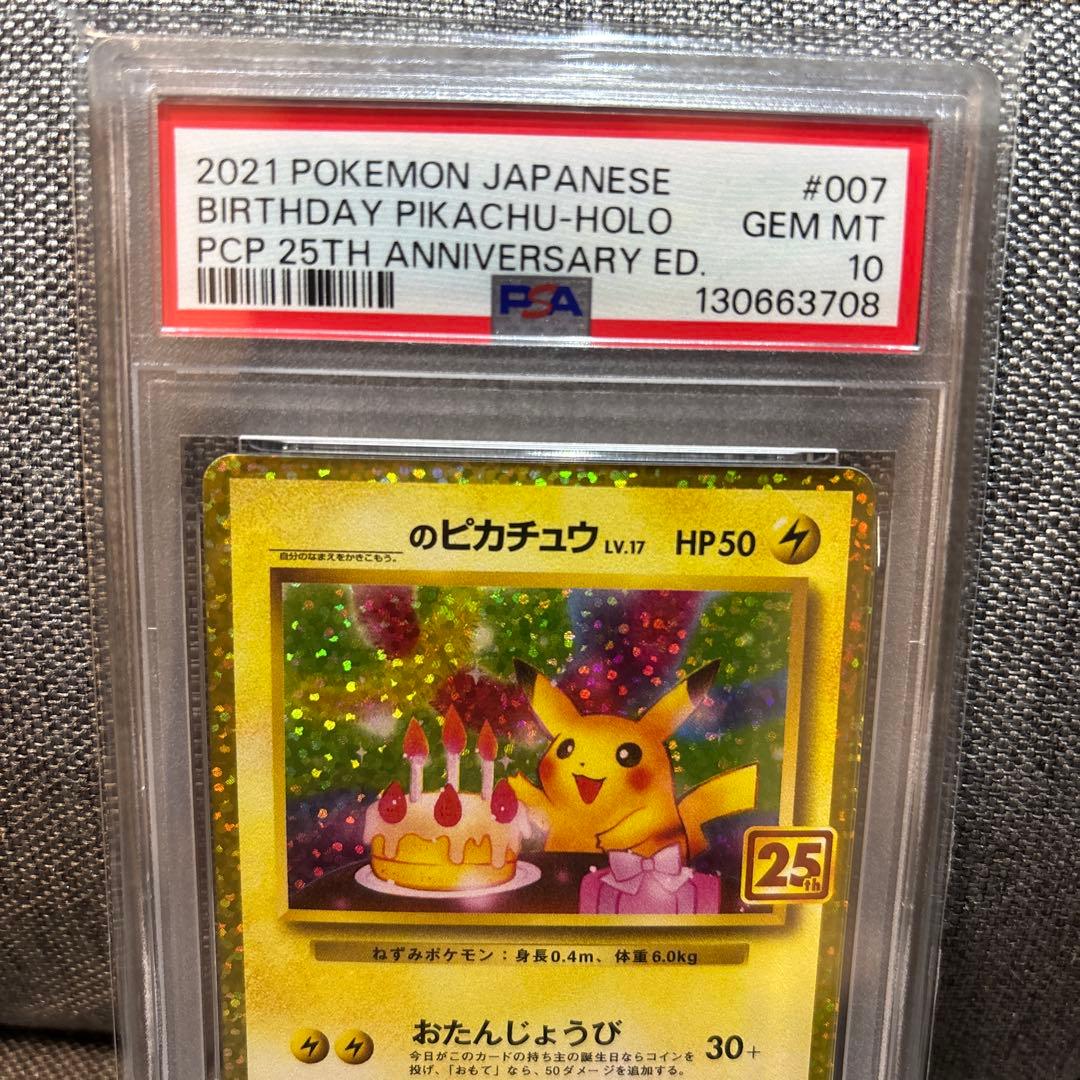 2021 POKEMON JAPANESE #007
BIRTHDAY PIKACHU-HOLO GEM MT
PCP 25TH ANNIVERSARY ED. 10
PSA 130663708
のピカチュウ LV.17 HP50
自分のなまえをかきこもう。
25th
ねずみポケモン：身長0.4m、体重6.0kg
おたんじょうび 30+
今日がこのカードの持ち主の誕生日ならコインを
投げ、「おもて」なら、50ダメージを追加する。